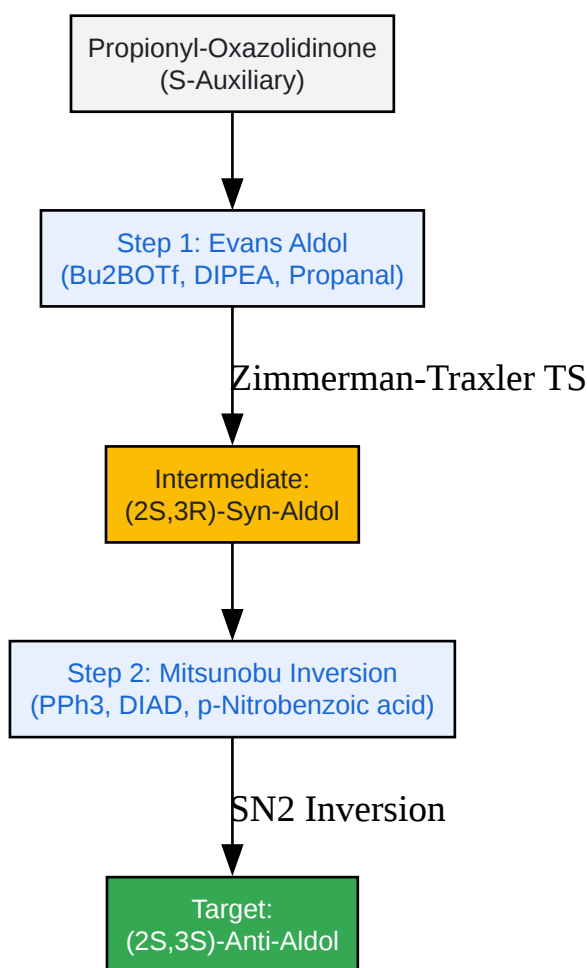 Propionyl-Oxazolidinone
(S-Auxiliary)
Step 1: Evans Aldol
(Bu2BOTf, DIPEA, Propanal)
Zimmerman-Traxler TS
Intermediate:
(2S,3R)-Syn-Aldol
Step 2: Mitsunobu Inversion
(PPh3, DIAD, p-Nitrobenzoic acid)
SN2 Inversion
Target:
(2S,3S)-Anti-Aldol